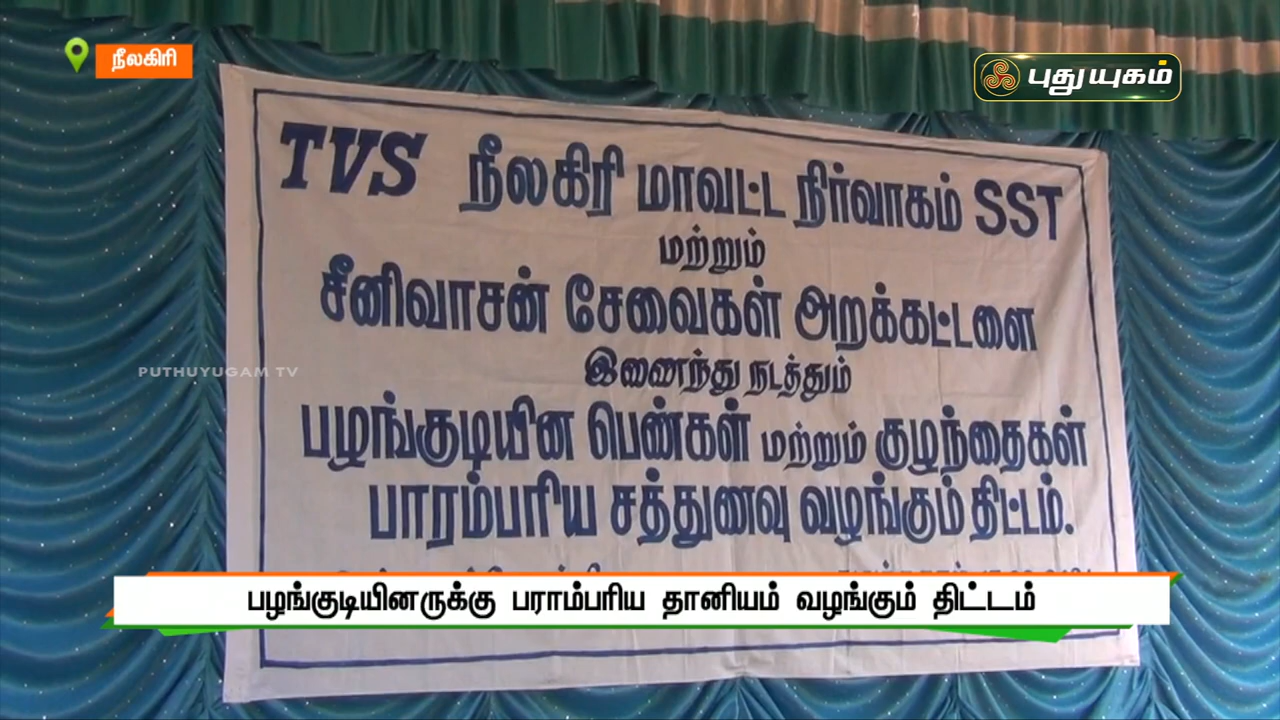 நீலகிரி
புதுயுகம்
TVS நீலகிரி மாவட்ட நிர்வாகம் SST
மற்றும்
சீனிவாசன் சேவைகள் அறக்கட்டளை
இணைந்து நடத்தும்
PUTHUYUGAM TV
பழங்குடியின பெண்கள் மற்றும் குழந்தைகள்
பாரம்பரிய சத்துணவு வழங்கும் திட்டம்.
பழங்குடியினருக்கு பராம்பரிய தானியம் வழங்கும் திட்டம்